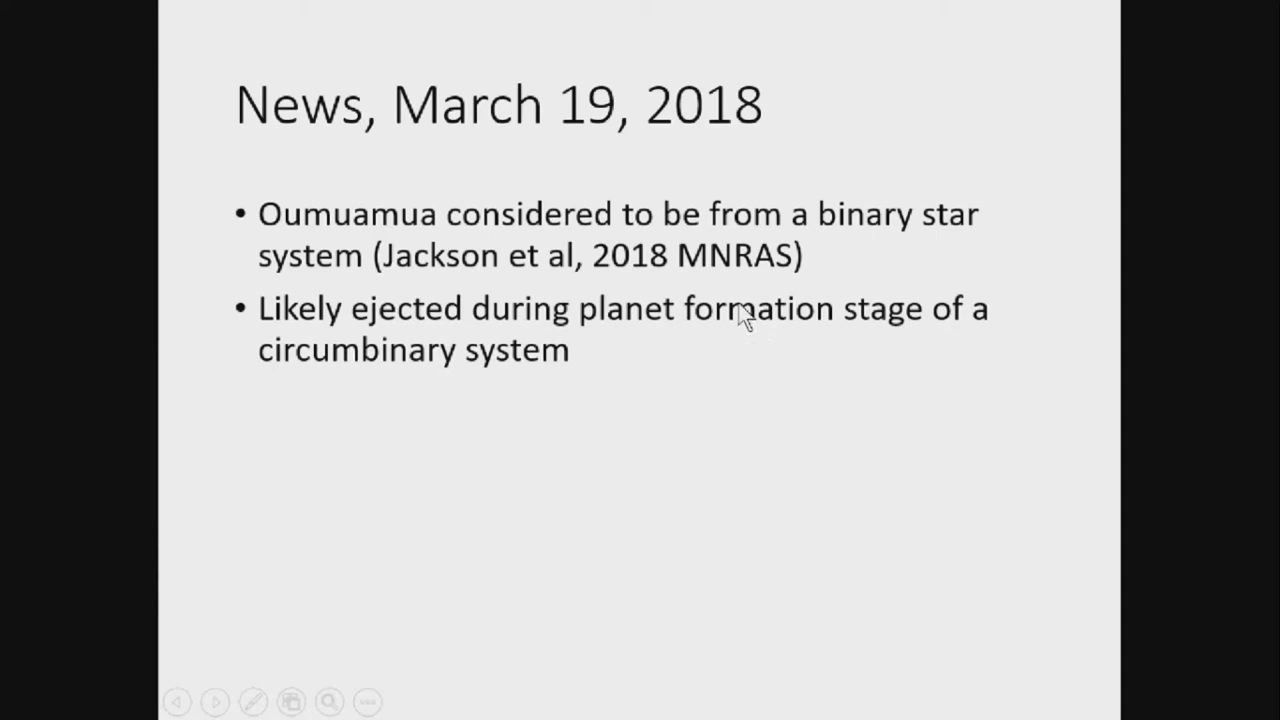 News, March 19, 2018
• Oumuamua considered to be from a binary star
system (Jackson et al, 2018 MNRAS)
• Likely ejected during planet formation stage of a
circumbinary system